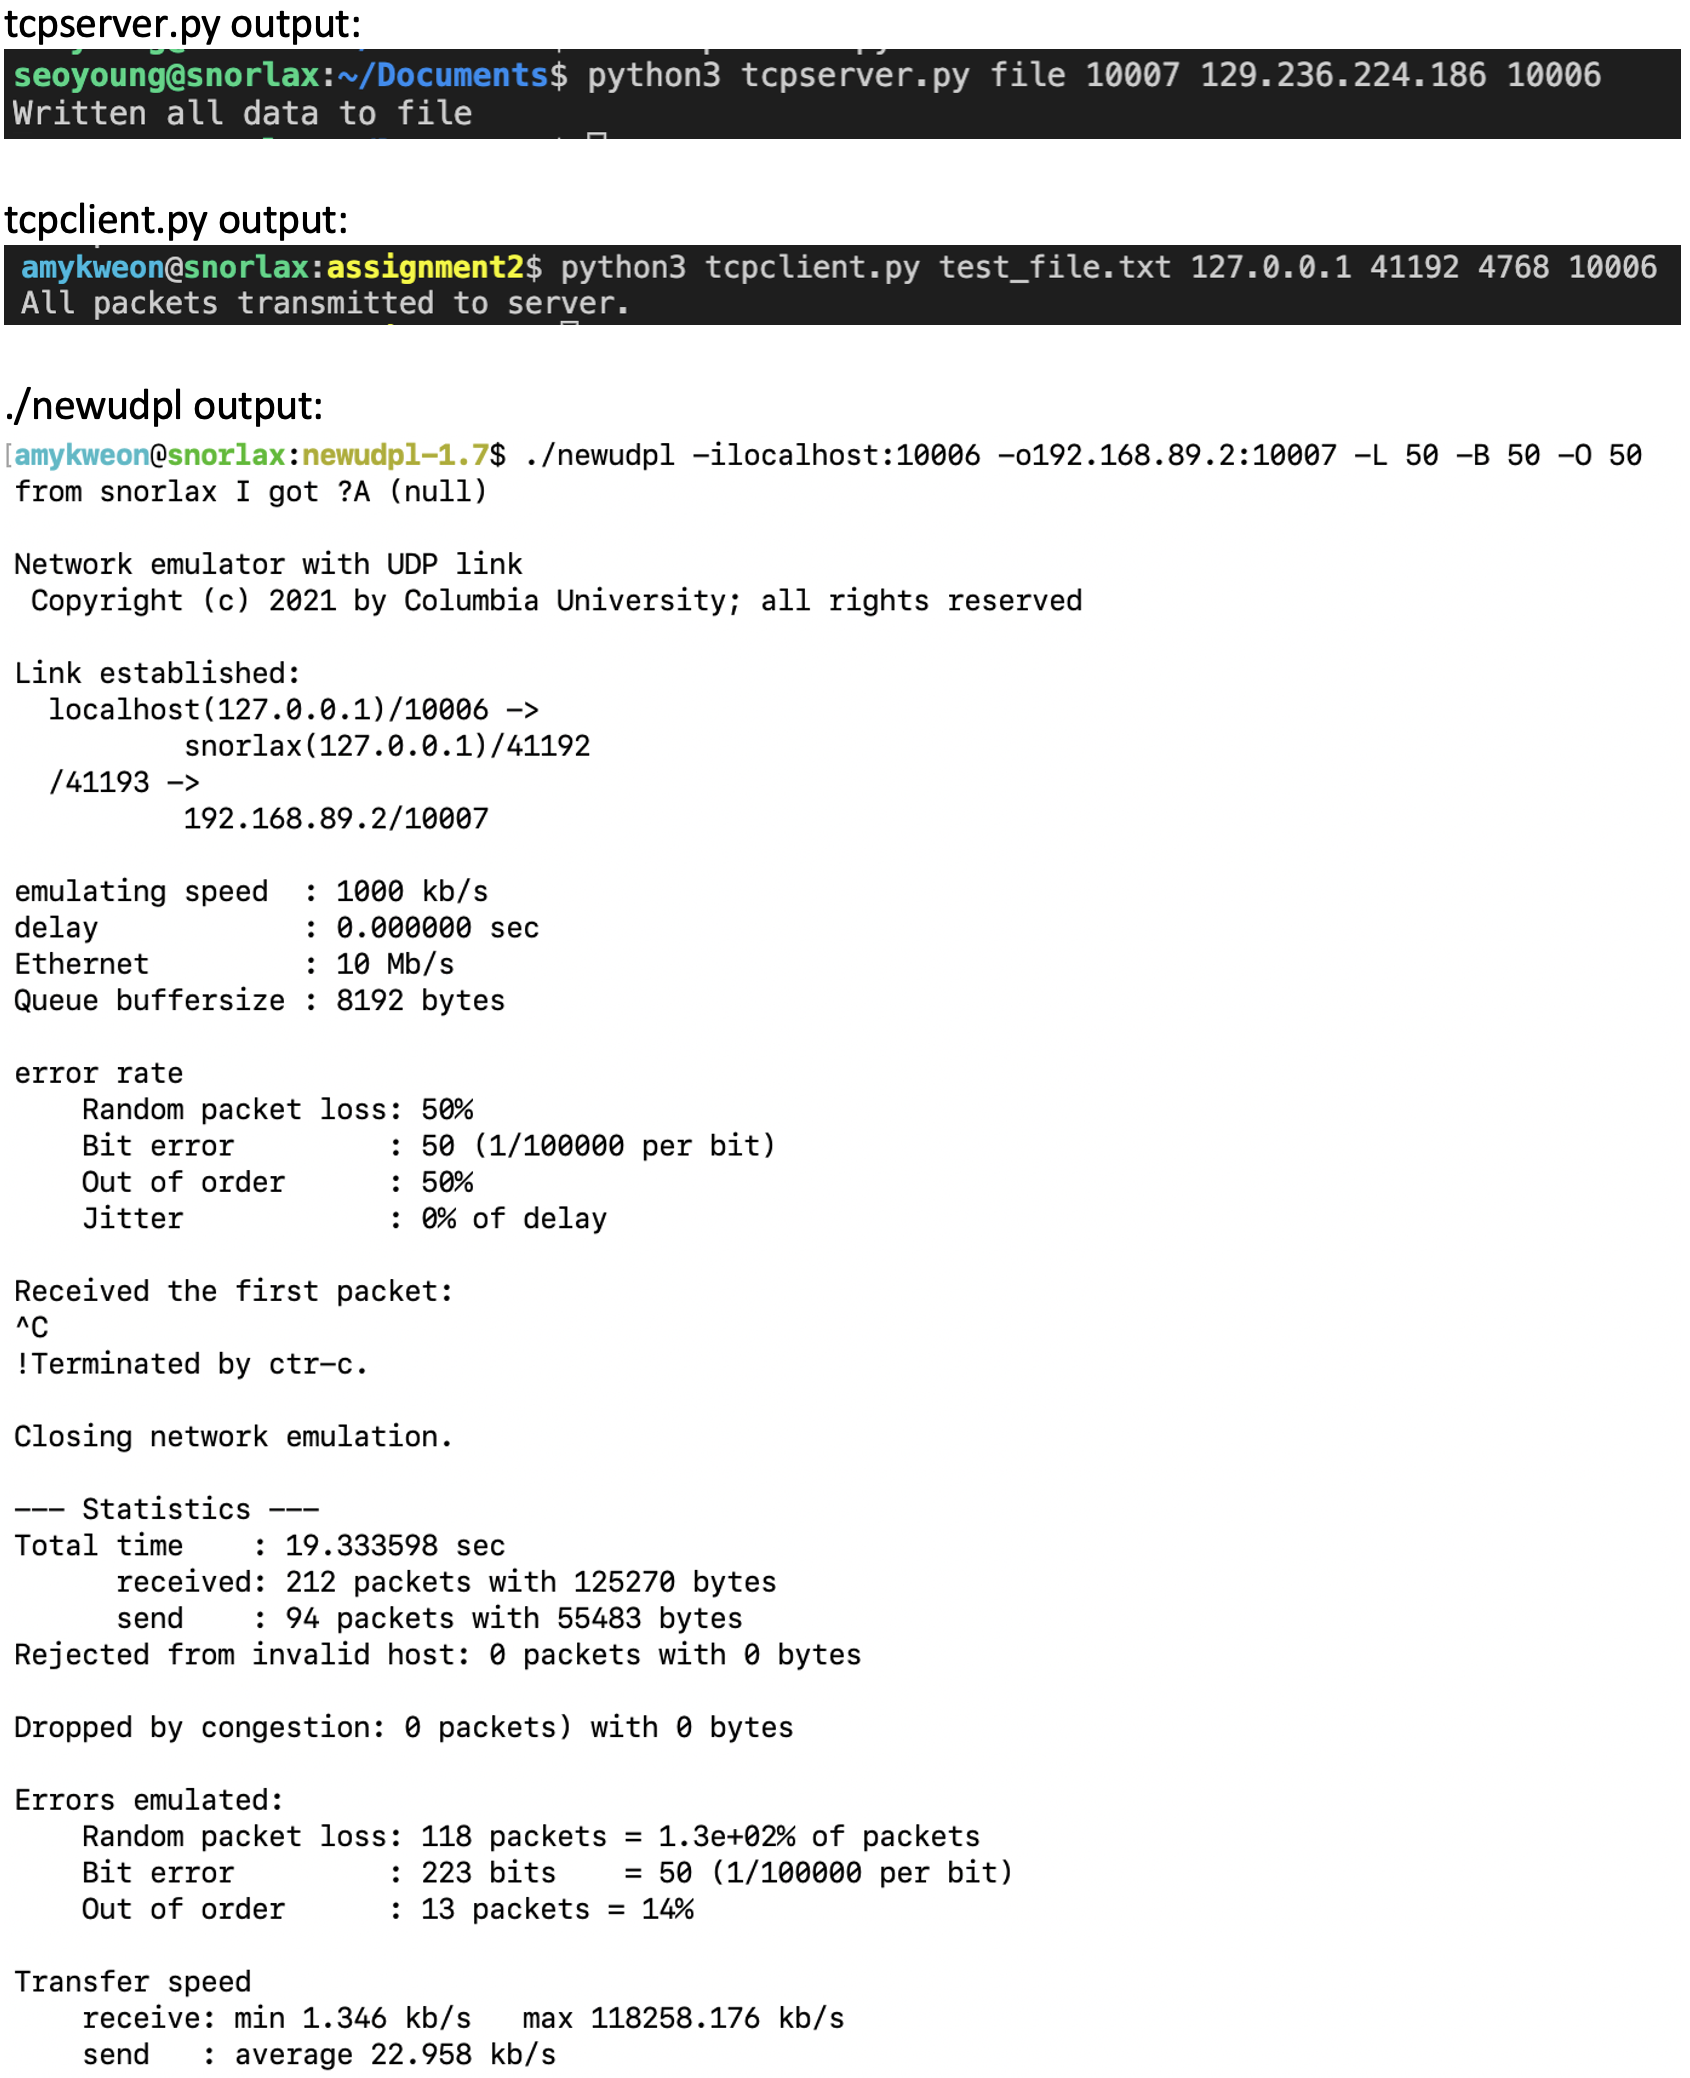 tcpserver.py output:
seoyoung@snorlax:~/Documents$ python3 tcpserver.py file 10007 129.236.224.186 10006
Written all data to file
tcpclient.py output:
amykweon@snorlax:assignment2$ python3 tcpclient.py test_file.txt 127.0.0.1 41192 4768 10006
All packets transmitted to server.
./newudpl output:
[amykweon@snorlax:newudpl-1.7$ ./newudpl -ilocalhost:10006 -o192.168.89.2:10007 -L 50 -B 50 -O 50
from snorlax I got ?A (null)
Network emulator with UDP link
Copyright (c) 2021 by Columbia University; all rights reserved
Link established:
localhost(127.0.0.1)/10006 ->
snorlax(127.0.0.1)/41192
/41193 ->
192.168.89.2/10007
emulating speed : 1000 kb/s
delay : 0.000000 sec
Ethernet : 10 Mb/s
Queue buffersize : 8192 bytes
error rate
Random packet loss: 50%
Bit error : 50 (1/100000 per bit)
Out of order : 50%
Jitter : 0% of delay
Received the first packet:
^C
!Terminated by ctr-c.
Closing network emulation.
--- Statistics ---
Total time : 19.333598 sec
received: 212 packets with 125270 bytes
send : 94 packets with 55483 bytes
Rejected from invalid host: 0 packets with 0 bytes
Dropped by congestion: 0 packets) with 0 bytes
Errors emulated:
Random packet loss: 118 packets = 1.3e+02% of packets
Bit error : 223 bits = 50 (1/100000 per bit)
Out of order : 13 packets = 14%
Transfer speed
receive: min 1.346 kb/s max 118258.176 kb/s
send : average 22.958 kb/s